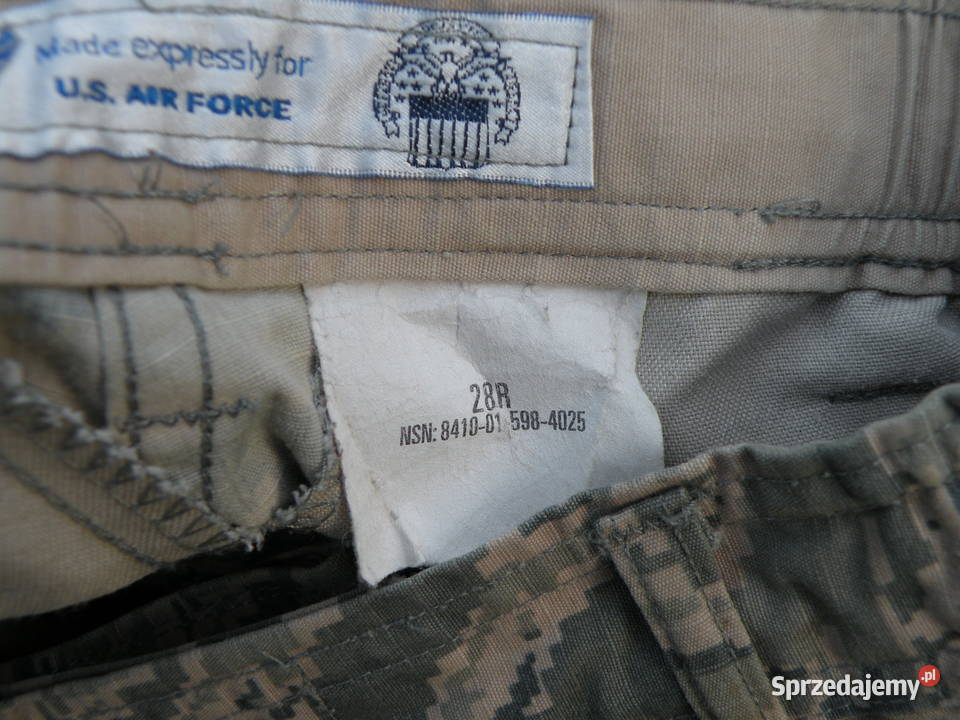 Made expressly for
U.S. AIR FORCE
28R
NSN: 8410-01 598-4025
Sprzedajemy.pl